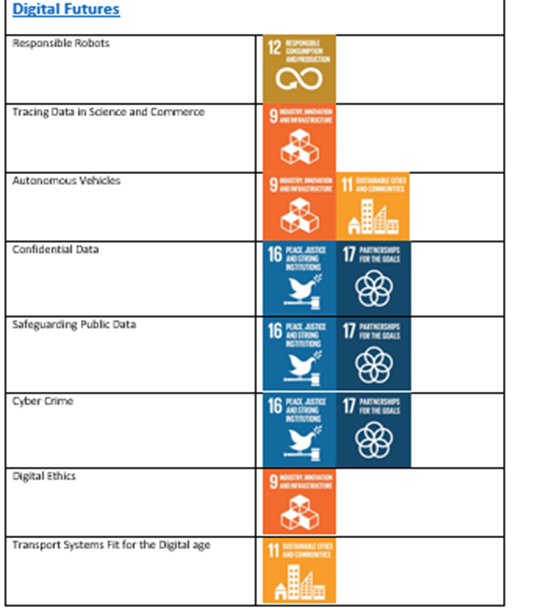 Digital Futures
Responsible Robots
12 RESPONSIBLE
CONSUMPTION
AND PRODUCTION
Tracing Data in Science and Commerce
9 INDUSTRY, INNOVATION
AND INFRASTRUCTURE
Autonomous Vehicles
9 INDUSTRY, INNOVATION
AND INFRASTRUCTURE
11 SUSTAINABLE CITIES
AND COMMUNITIES
Confidential Data
16 PEACE, JUSTICE
AND STRONG
INSTITUTIONS
17 PARTNERSHIPS
FOR THE GOALS
Safeguarding Public Data
16 PEACE, JUSTICE
AND STRONG
INSTITUTIONS
17 PARTNERSHIPS
FOR THE GOALS
Cyber Crime
16 PEACE, JUSTICE
AND STRONG
INSTITUTIONS
17 PARTNERSHIPS
FOR THE GOALS
Digital Ethics
9 INDUSTRY, INNOVATION
AND INFRASTRUCTURE
Transport Systems Fit for the Digital age
11 SUSTAINABLE CITIES
AND COMMUNITIES